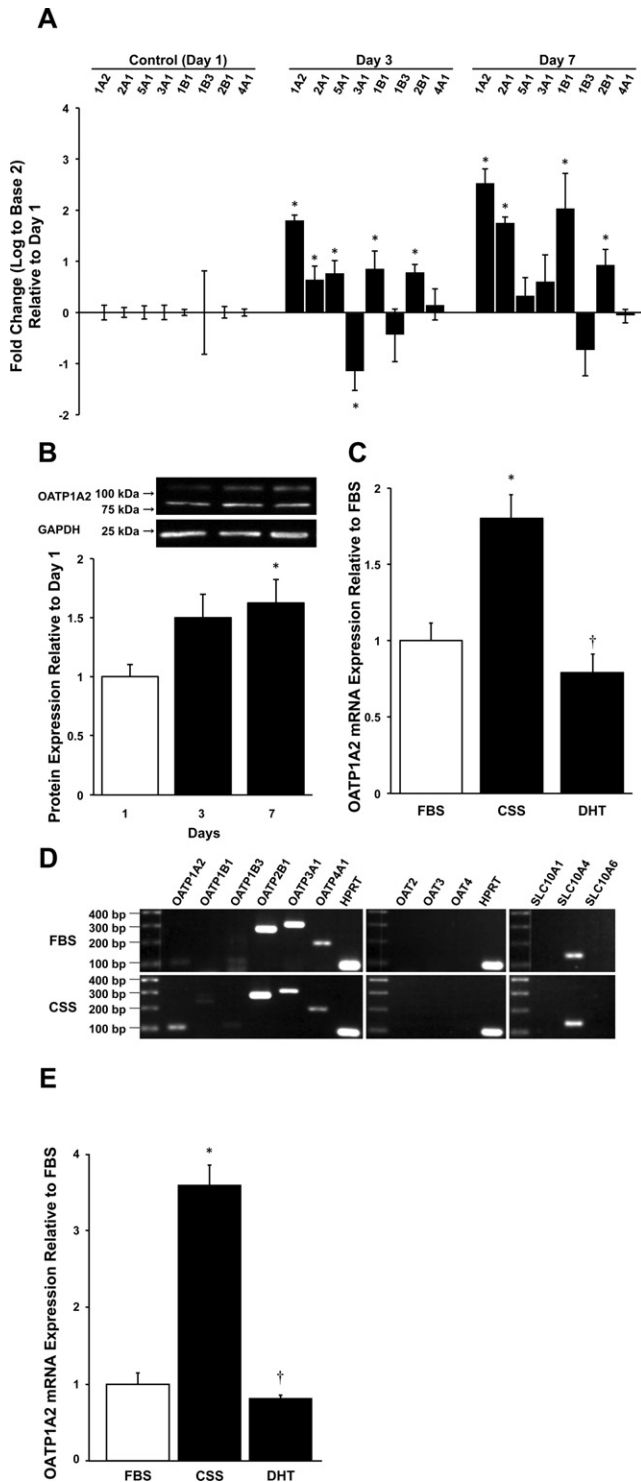 A
Control (Day 1) Day 3 Day 7
1A2 2A1 5A1 3A1 1B1 1B3 2B1 4A1 1A2 2A1 5A1 3A1 1B1 1B3 2B1 4A1 1A2 2A1 5A1 3A1 1B1 1B3 2B1 4A1
Fold Change (Log to Base 2)
Relative to Day 1
4
3
2
1
0
-1
-2
* * * * * * * * * *
B
OATP1A2
100 kDa →
75 kDa →
GAPDH
25 kDa →
Protein Expression Relative to Day 1
2
1.5
1
0.5
0
*
1 3 7
Days
C
OATP1A2 mRNA Expression Relative to FBS
2
1.5
1
0.5
0
*
†
FBS CSS DHT
D
OATP1A2 OATP1B1 OATP1B3 OATP2B1 OATP3A1 OATP4A1 HPRT OAT2 OAT3 OAT4 HPRT SLC10A1 SLC10A4 SLC10A6
FBS
400 bp
300 bp
200 bp
100 bp
CSS
400 bp
300 bp
200 bp
100 bp
E
OATP1A2 mRNA Expression Relative to FBS
4
3
2
1
0
*
†
FBS CSS DHT